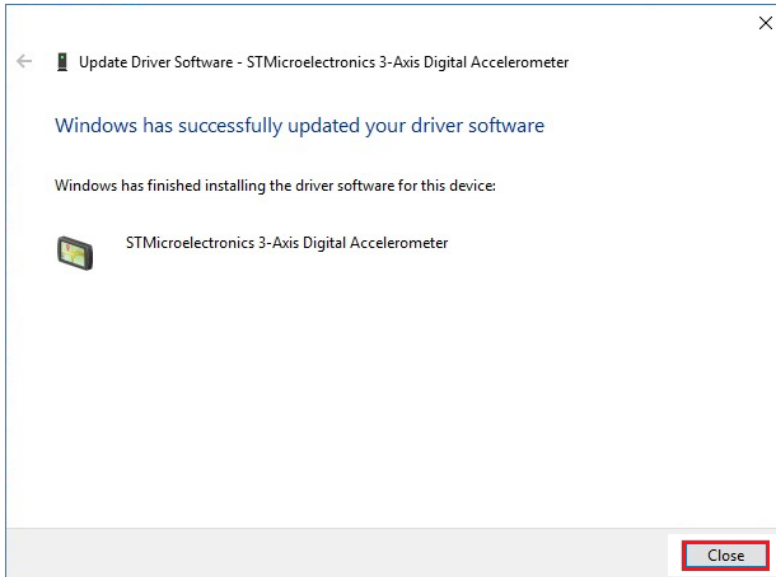 Update Driver Software - STMicroelectronics 3-Axis Digital Accelerometer
Windows has successfully updated your driver software
Windows has finished installing the driver software for this device:
STMicroelectronics 3-Axis Digital Accelerometer
Close